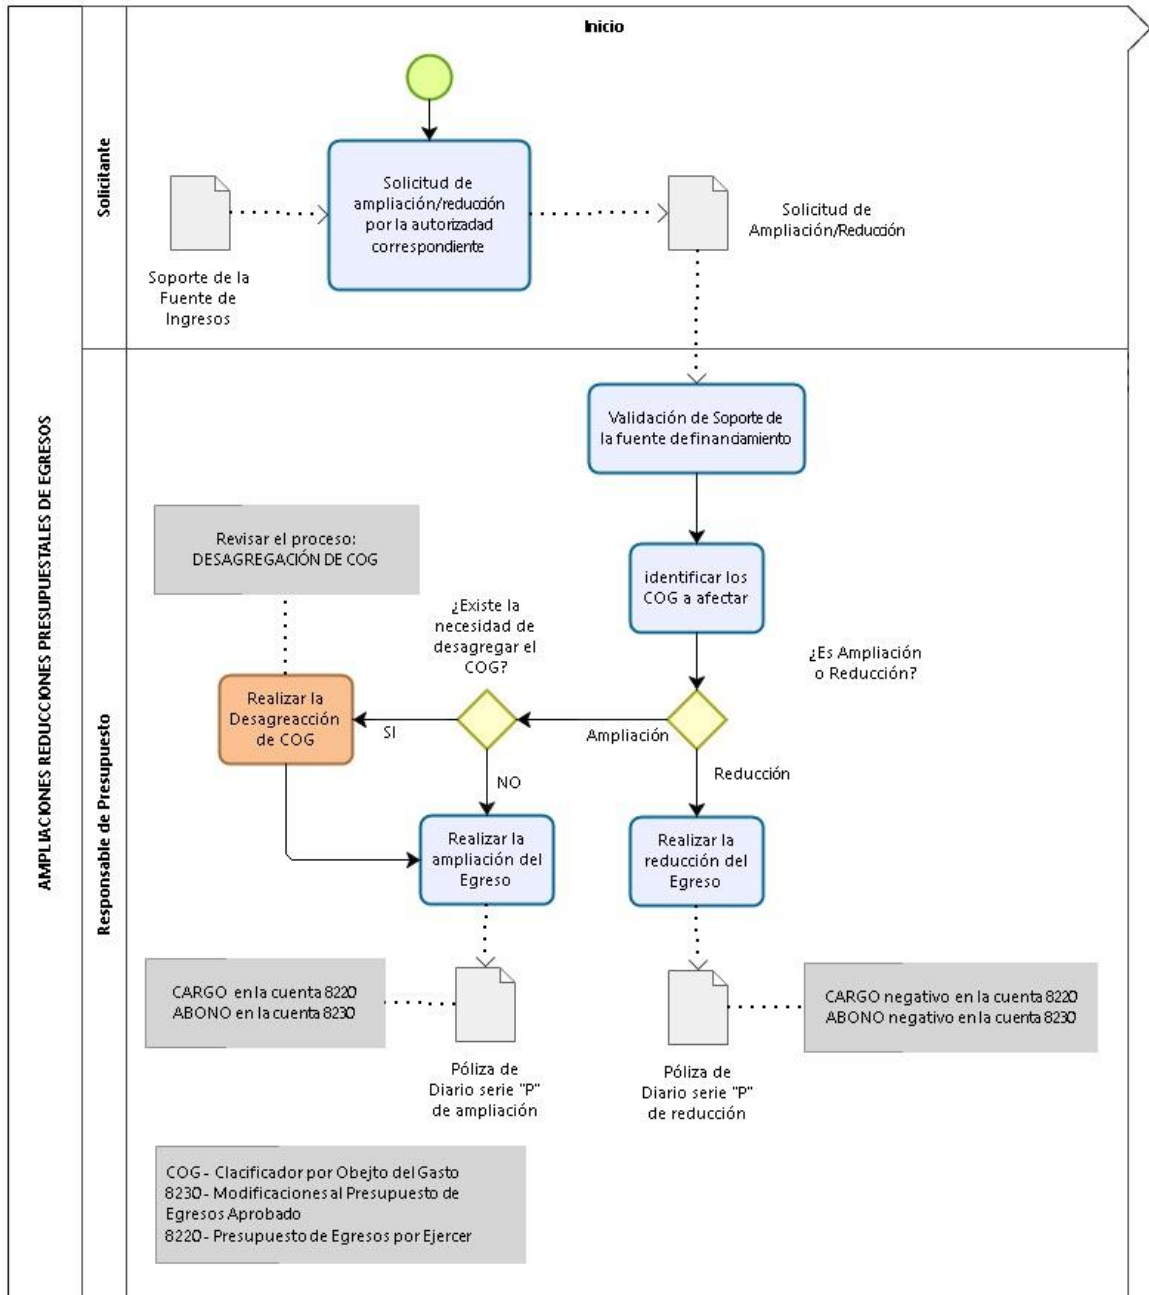 AMPLIACIONES REDUCCIONES PRESUPUESTALES DE EGRESOS
Inicio
Solicitante
Solicitud de
ampliación/reducción
por la autorizadad
correspondiente
Soporte de la
Fuente de
Ingresos
Solicitud de
Ampliación/Reducción
Responsable de Presupuesto
Validación de Soporte de
la fuente de financiamiento
identificar los
COG a afectar
¿Es Ampliación
o Reducción?
Ampliación
Reducción
¿Existe la
necesidad de
desagregar el
COG?
SI
NO
Revisar el proceso:
DESAGREGACIÓN DE COG
Realizar la
Desagreacción
de COG
Realizar la
ampliación del
Egreso
Realizar la
reducción del
Egreso
CARGO en la cuenta 8220
ABONO en la cuenta 8230
Póliza de
Diario serie "P"
de ampliación
Póliza de
Diario serie "P"
de reducción
CARGO negativo en la cuenta 8220
ABONO negativo en la cuenta 8230
COG - Clacificador por Obejto del Gasto
8230 - Modificaciones al Presupuesto de
Egresos Aprobado
8220 - Presupuesto de Egresos por Ejercer